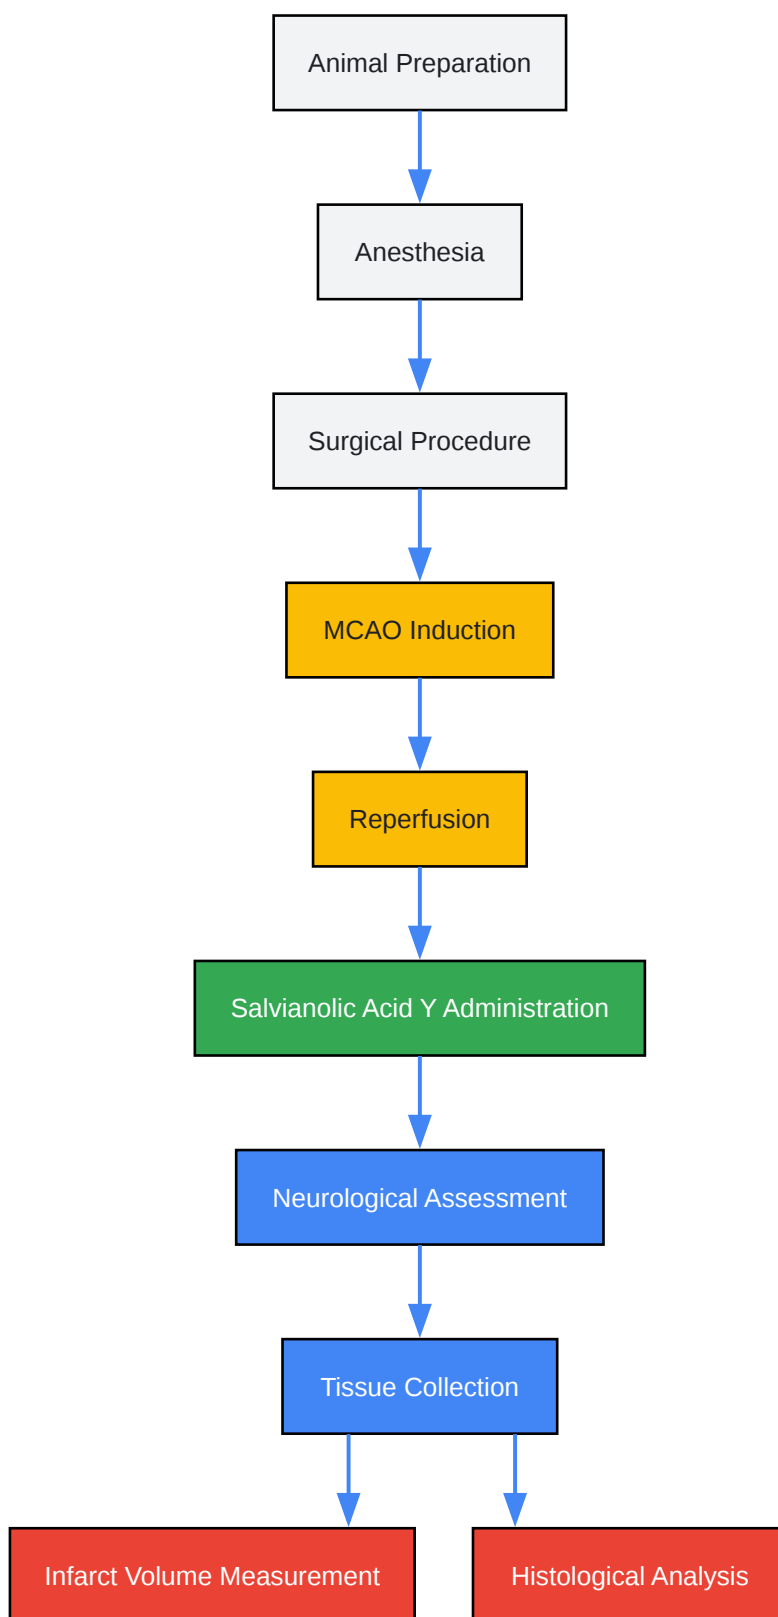 Animal Preparation
Anesthesia
Surgical Procedure
MCAO Induction
Reperfusion
Salvianolic Acid Y Administration
Neurological Assessment
Tissue Collection
Infarct Volume Measurement
Histological Analysis